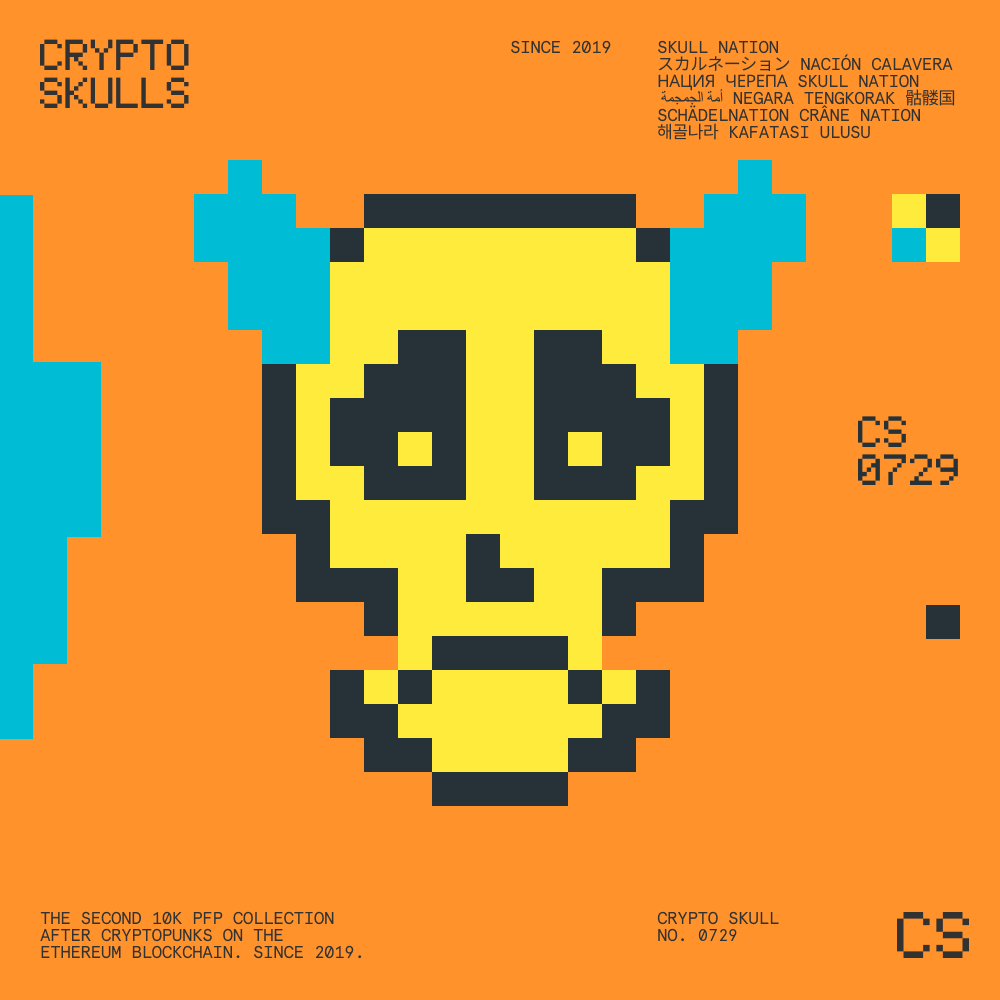 CRYPTO
SKULLS
SINCE 2019
SKULL NATION
スカルネーション NACIÓN CALAVERA
НАЦИЯ ЧЕРЕПА SKULL NATION
أمة الجمجمة NEGARA TENGKORAK 骷髅国
SCHÄDELNATION CRÂNE NATION
해골나라 KAFATASI ULUSU
CS
0729
THE SECOND 10K PFP COLLECTION
AFTER CRYPTOPUNKS ON THE
ETHEREUM BLOCKCHAIN. SINCE 2019.
CRYPTO SKULL
NO. 0729
CS